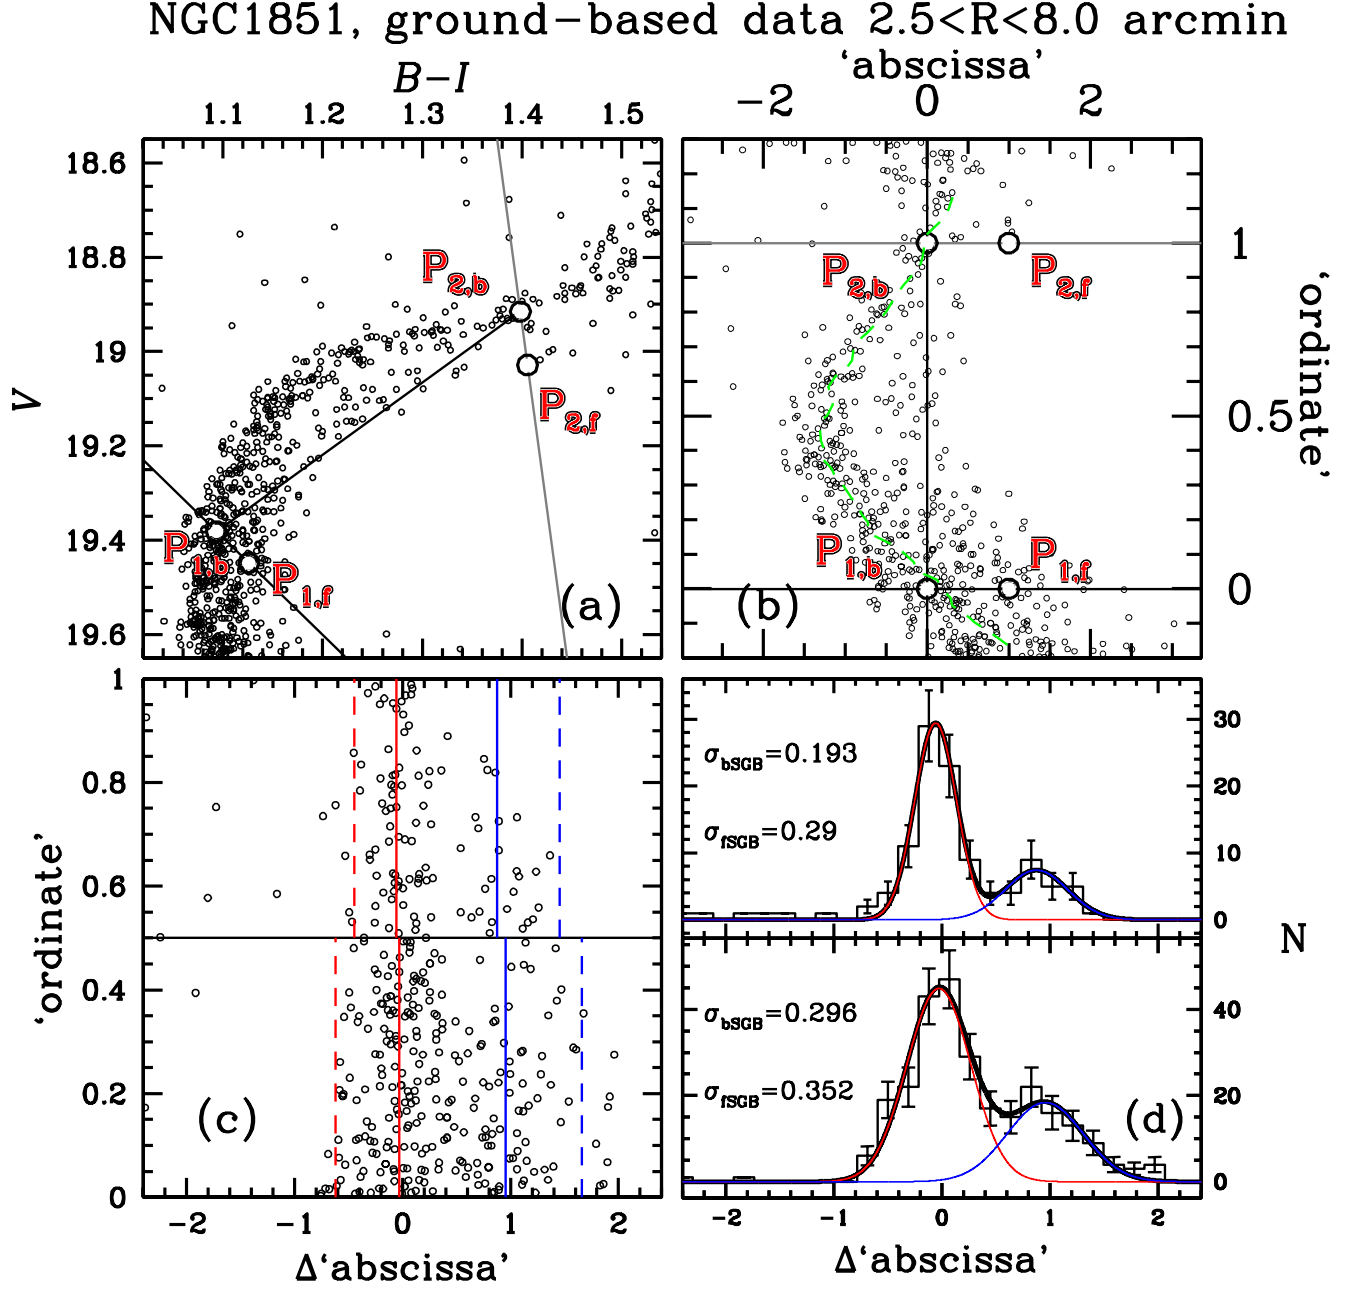 NGC1851, ground-based data 2.5<R<8.0 arcmin
B-I
1.1 1.2 1.3 1.4 1.5
'abscissa'
-2 0 2
18.6
18.8
19
19.2
19.4
19.6
V
P2,b
P2,f
P1,b
P1,f
(a)
P2,b
P2,f
P1,b
P1,f
(b)
1
0.5
0
'ordinate'
1
0.8
0.6
0.4
0.2
0
'ordinate'
(c)
-2 -1 0 1 2
Δ'abscissa'
σbSGB=0.193
σfSGB=0.29
30
20
10
0
N
σbSGB=0.296
σfSGB=0.352
(d)
40
20
0
-2 -1 0 1 2
Δ'abscissa'